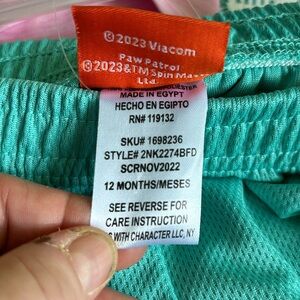 ©2023 Viacom
Paw Patrol
©2023&TM Spin Master
Ltd.
POLYESTER
MADE IN EGYPT
HECHO EN EGIPTO
RN# 119132
SKU# 1698236
STYLE# 2NK2274BFD
SCRNOV2022
12 MONTHS/MESES
SEE REVERSE FOR
CARE INSTRUCTION
WITH CHARACTER LLC, NY